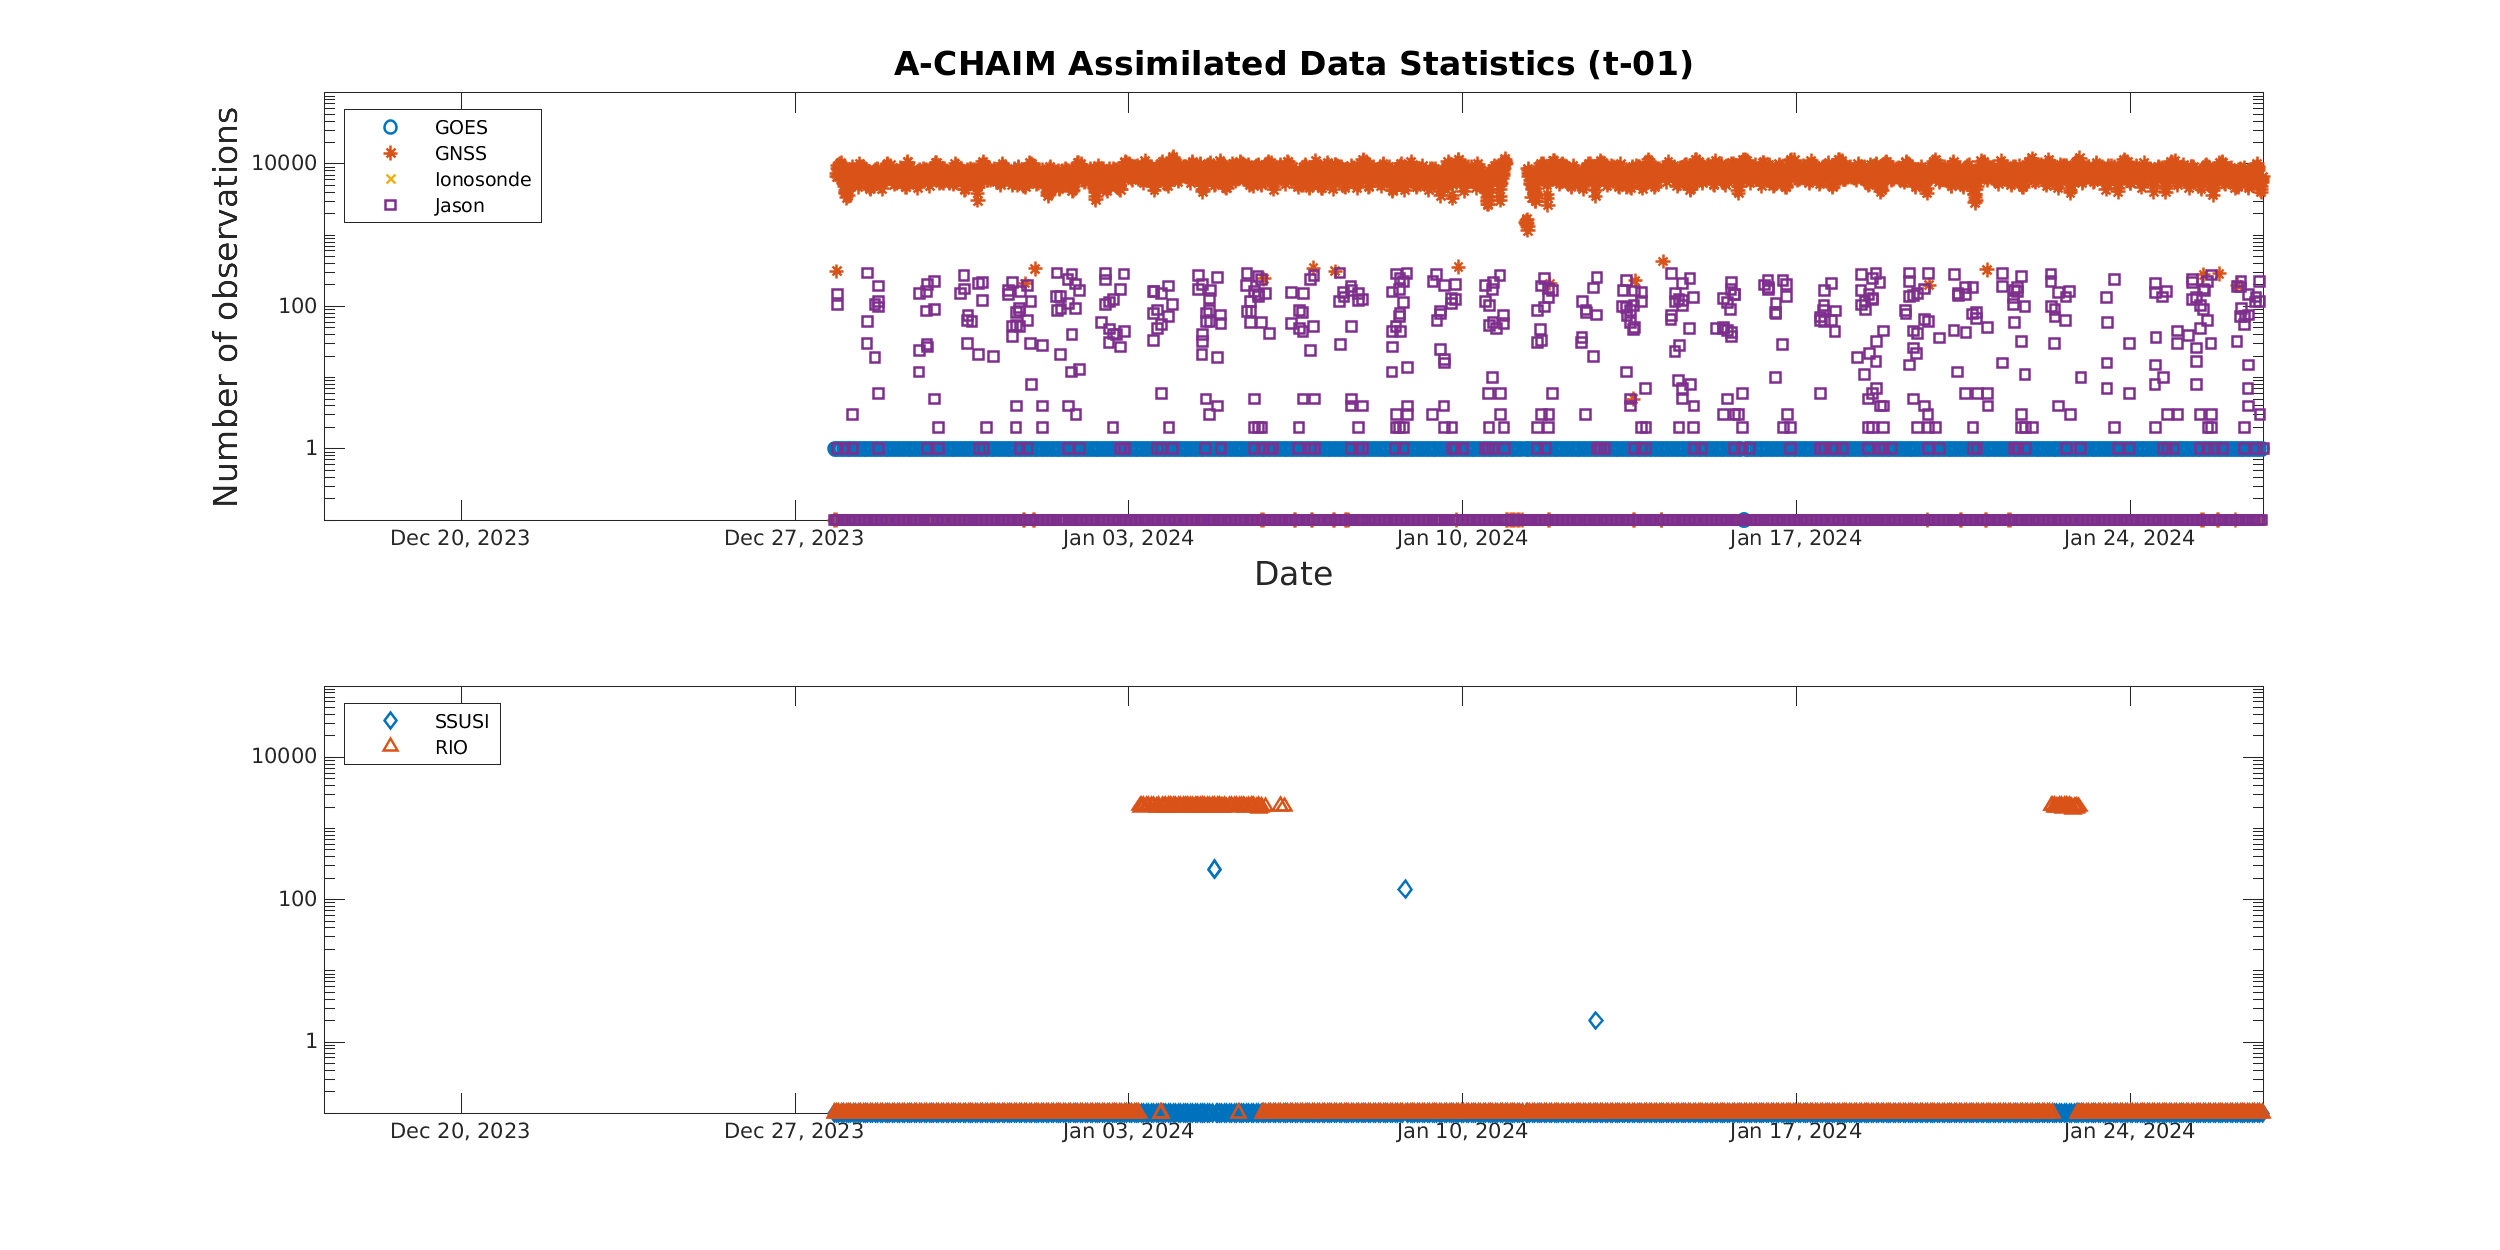 A-CHAIM Assimilated Data Statistics (t-01)
Number of observations
10000
100
1
GOES
GNSS
Ionosonde
Jason
Dec 20, 2023
Dec 27, 2023
Jan 03, 2024
Jan 10, 2024
Jan 17, 2024
Jan 24, 2024
Date
10000
100
1
SSUSI
RIO
Dec 20, 2023
Dec 27, 2023
Jan 03, 2024
Jan 10, 2024
Jan 17, 2024
Jan 24, 2024